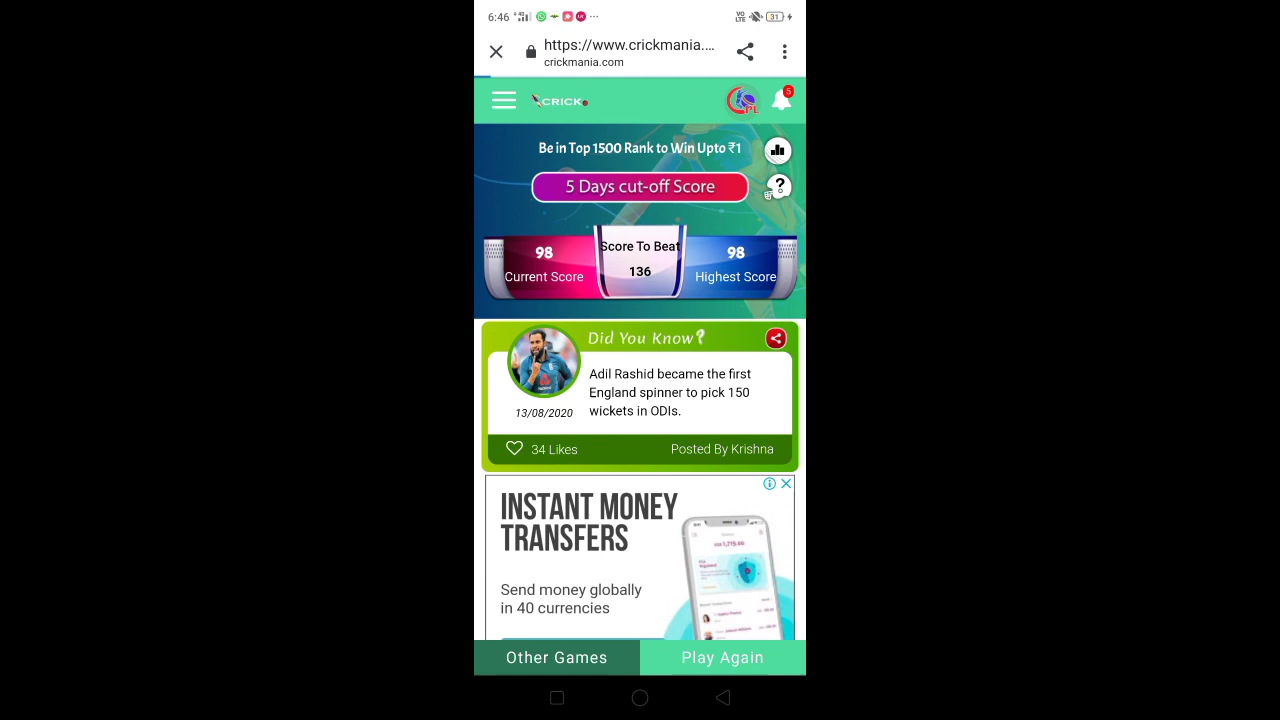 6:46
31
https://www.crickmania....
crickmania.com
CRICK
CPL
5
Be in Top 1500 Rank to Win Upto ₹1
5 Days cut-off Score
98
Current Score
Score To Beat
136
98
Highest Score
Did You Know?
Adil Rashid became the first
England spinner to pick 150
wickets in ODIs.
13/08/2020
34 Likes
Posted By Krishna
INSTANT MONEY
TRANSFERS
Send money globally
in 40 currencies
Other Games
Play Again